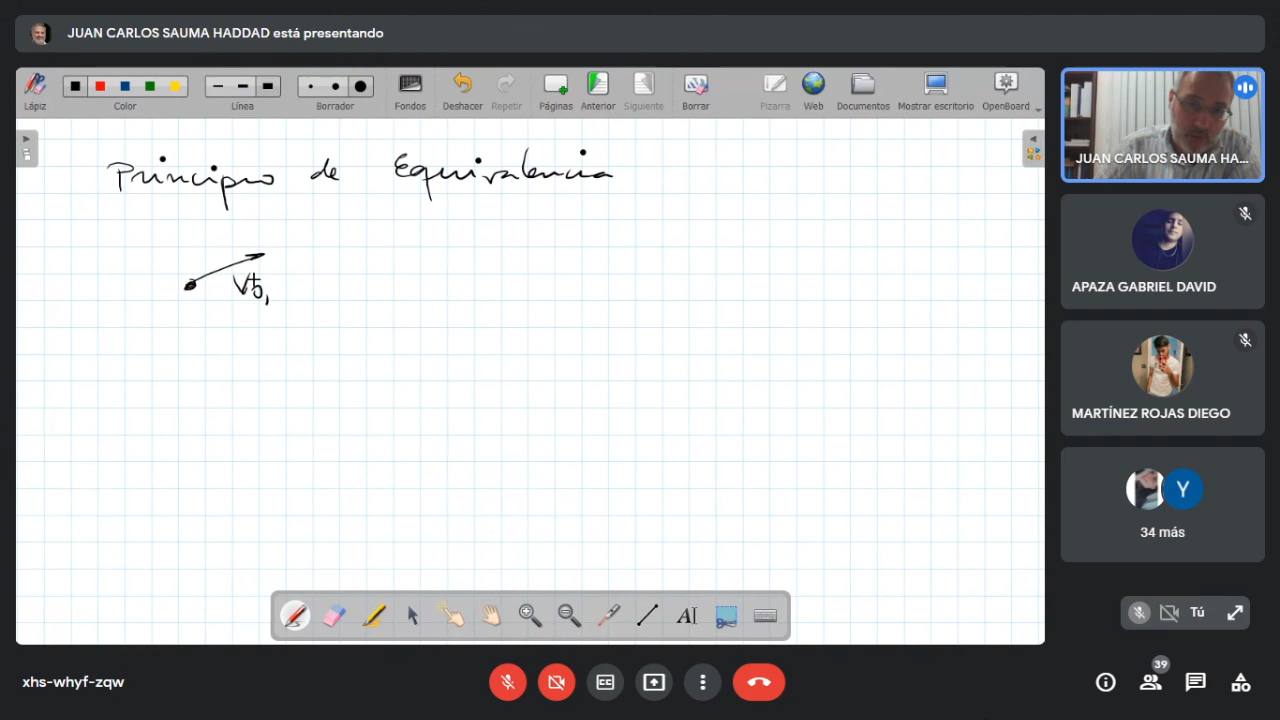 JUAN CARLOS SAUMA HADDAD está presentando
Lápiz
Color
Línea
Borrador
Fondos
Deshacer
Repetir
Páginas
Anterior
Siguiente
Borrar
Pizarra
Web
Documentos
Mostrar escritorio
OpenBoard
Principio de Equivalencia
JUAN CARLOS SAUMA HA...
APAZA GABRIEL DAVID
MARTÍNEZ ROJAS DIEGO
Y
34 más
Tú
AI
xhs-whyf-zqw
CC
39